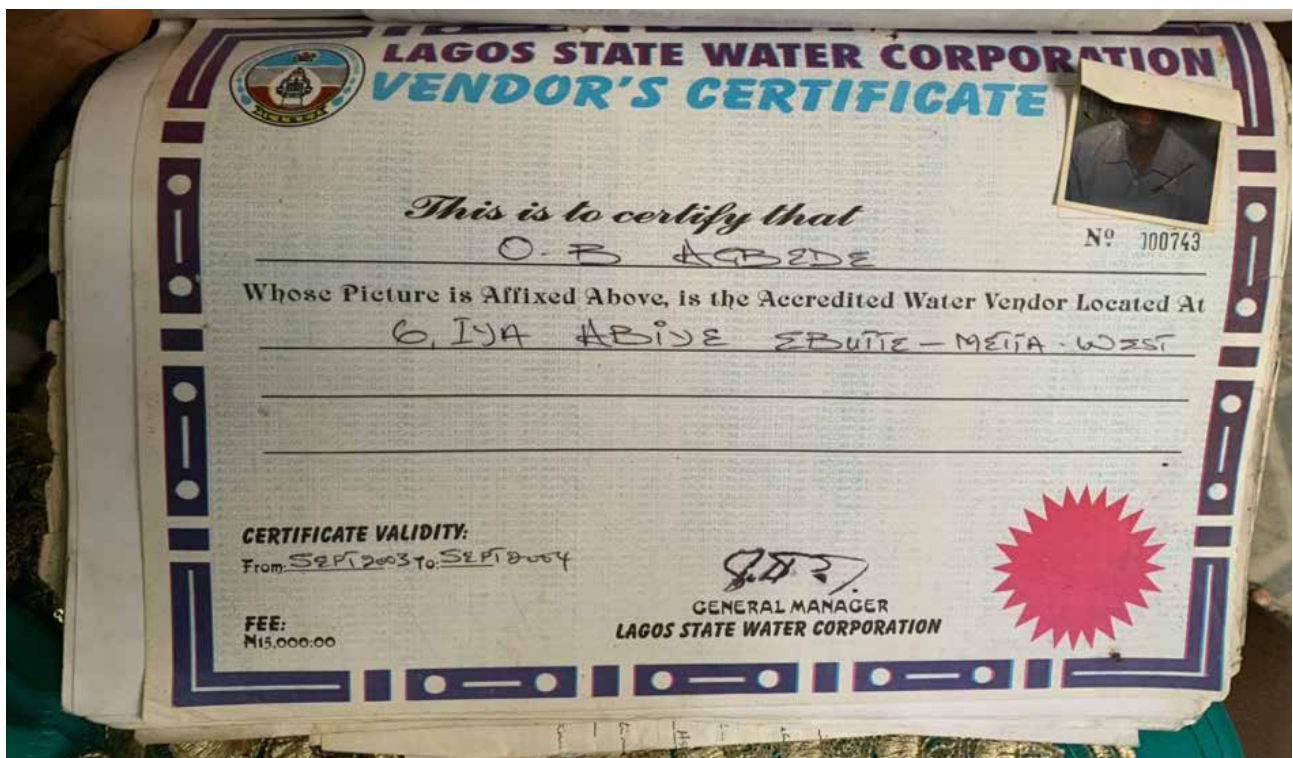 LAGOS STATE WATER CORPORATION
VENDOR'S CERTIFICATE
This is to certify that
O-B AGBEDE
Nº 100743
Whose Picture is Affixed Above, is the Accredited Water Vendor Located At
6, IYA ABiYE EBUTTE-METTA-WEST
CERTIFICATE VALIDITY:
From: SEPT 2003 To: SEPT 2004
GENERAL MANAGER
LAGOS STATE WATER CORPORATION
FEE:
₦15,000:00